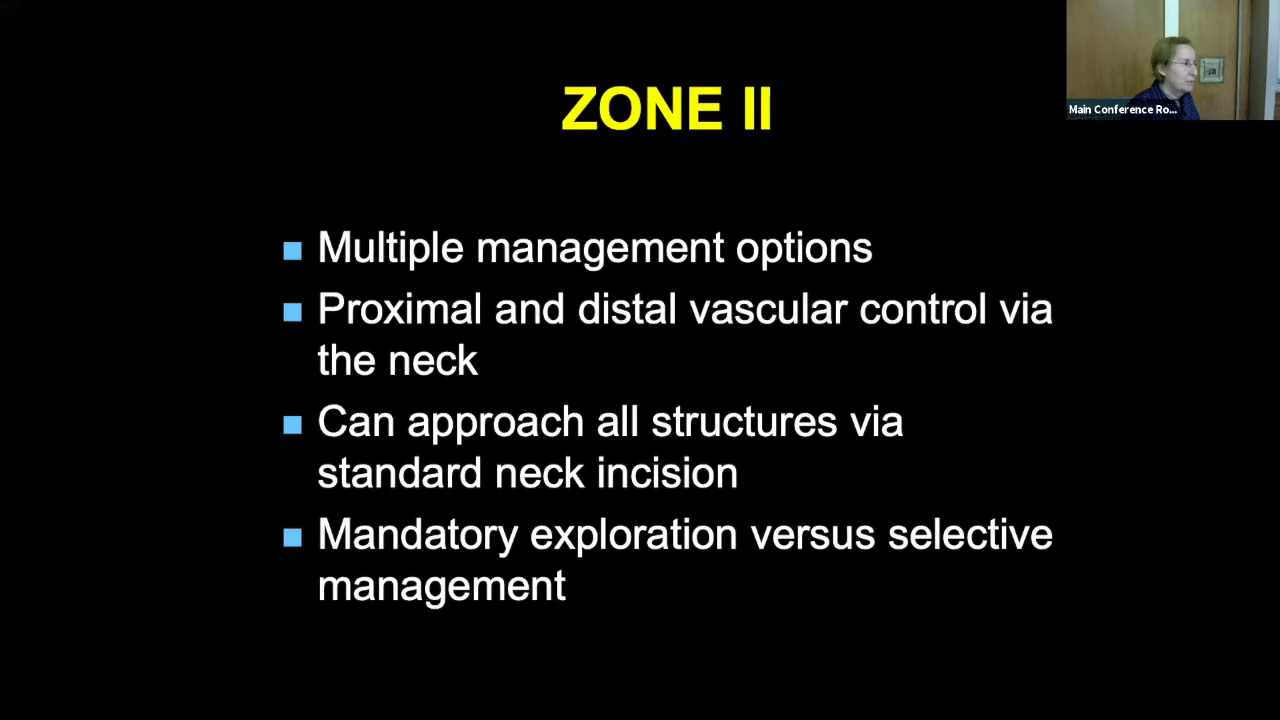 Main Conference Ro...
ZONE II
Multiple management options
Proximal and distal vascular control via
the neck
Can approach all structures via
standard neck incision
Mandatory exploration versus selective
management